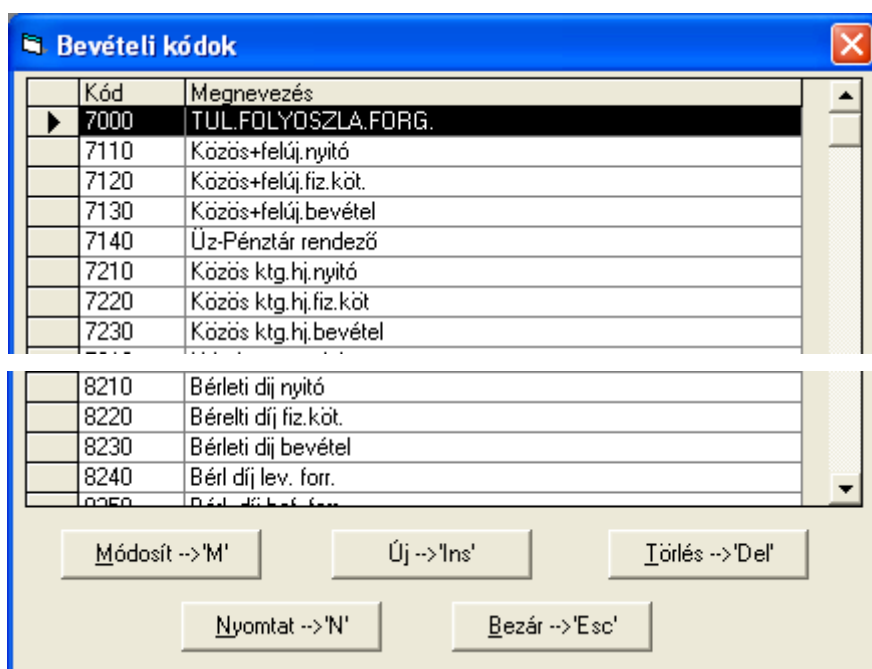 Bevételi kódok
Kód Megnevezés
7000 TUL.FOLYOSZLA.FORG.
7110 Közös+felúj.nyitó
7120 Közös+felúj.fiz.köt.
7130 Közös+felúj.bevétel
7140 Üz-Pénztár rendező
7210 Közös ktg.hj.nyitó
7220 Közös ktg.hj.fiz.köt
7230 Közös ktg.hj.bevétel
8210 Bérleti dij nyitó
8220 Bérelti díj fiz.köt.
8230 Bérleti dij bevétel
8240 Bérl díj lev. forr.
Módosít -->'M' Új -->'Ins' Törlés -->'Del'
Nyomtat -->'N' Bezár -->'Esc'